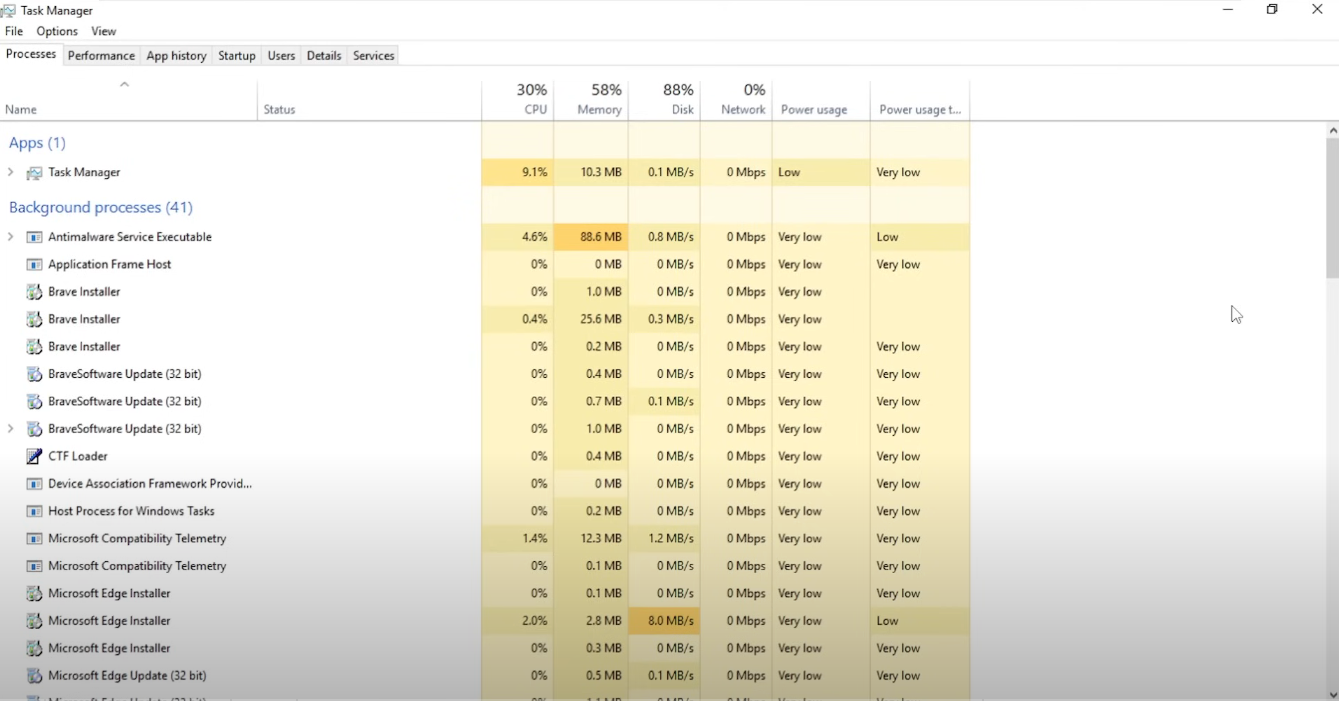 Task Manager
File Options View
Processes Performance App history Startup Users Details Services
30% 58% 88% 0%
Name Status CPU Memory Disk Network Power usage Power usage t...
Apps (1)
Task Manager 9.1% 10.3 MB 0.1 MB/s 0 Mbps Low Very low
Background processes (41)
Antimalware Service Executable 4.6% 88.6 MB 0.8 MB/s 0 Mbps Very low Low
Application Frame Host 0% 0 MB 0 MB/s 0 Mbps Very low Very low
Brave Installer 0% 1.0 MB 0 MB/s 0 Mbps Very low
Brave Installer 0.4% 25.6 MB 0.3 MB/s 0 Mbps Very low
Brave Installer 0% 0.2 MB 0 MB/s 0 Mbps Very low Very low
BraveSoftware Update (32 bit) 0% 0.4 MB 0 MB/s 0 Mbps Very low Very low
BraveSoftware Update (32 bit) 0% 0.7 MB 0.1 MB/s 0 Mbps Very low Very low
BraveSoftware Update (32 bit) 0% 1.0 MB 0 MB/s 0 Mbps Very low Very low
CTF Loader 0% 0.4 MB 0 MB/s 0 Mbps Very low Very low
Device Association Framework Provid... 0% 0 MB 0 MB/s 0 Mbps Very low Very low
Host Process for Windows Tasks 0% 0.2 MB 0 MB/s 0 Mbps Very low Very low
Microsoft Compatibility Telemetry 1.4% 12.3 MB 1.2 MB/s 0 Mbps Very low Very low
Microsoft Compatibility Telemetry 0% 0.1 MB 0 MB/s 0 Mbps Very low Very low
Microsoft Edge Installer 0% 0.1 MB 0 MB/s 0 Mbps Very low Very low
Microsoft Edge Installer 2.0% 2.8 MB 8.0 MB/s 0 Mbps Very low Low
Microsoft Edge Installer 0% 0.3 MB 0 MB/s 0 Mbps Very low Very low
Microsoft Edge Update (32 bit) 0% 0.5 MB 0.1 MB/s 0 Mbps Very low Very low